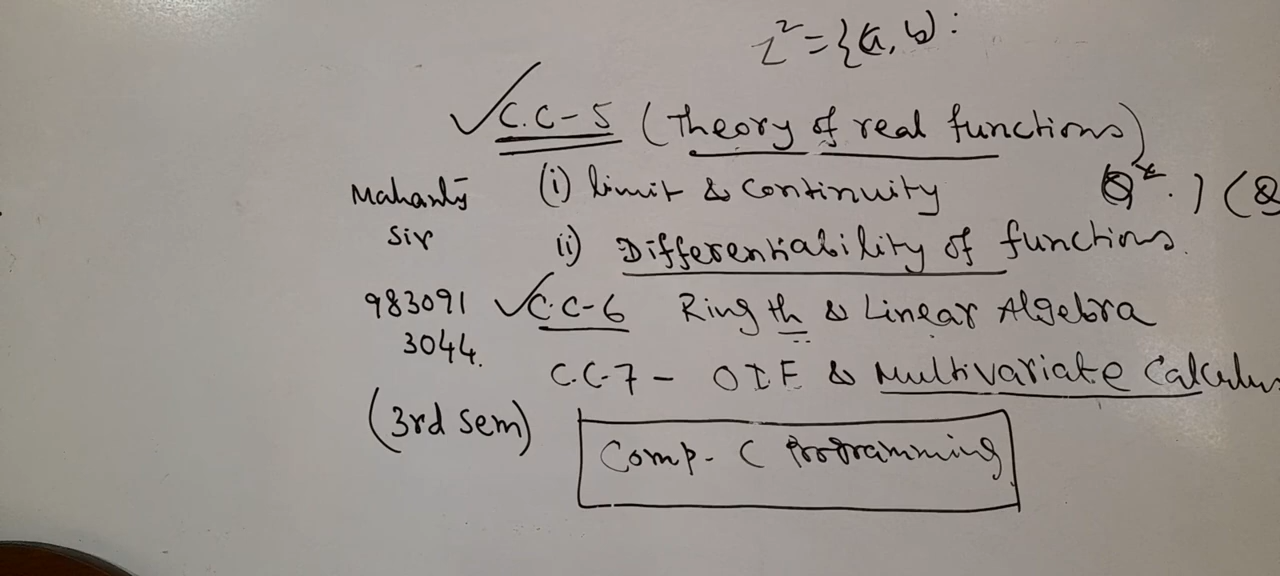 Z² = {(a, b) :
C.C-5 (Theory of real functions)
Mahanty (i) limit & Continuity
Sir ii) Differentiability of functions.
983091 C.C-6 Ring th & Linear Algebra
3044.
C.C-7 - OIE & Multivariate Calculus
(3rd Sem)
Comp- C Programming